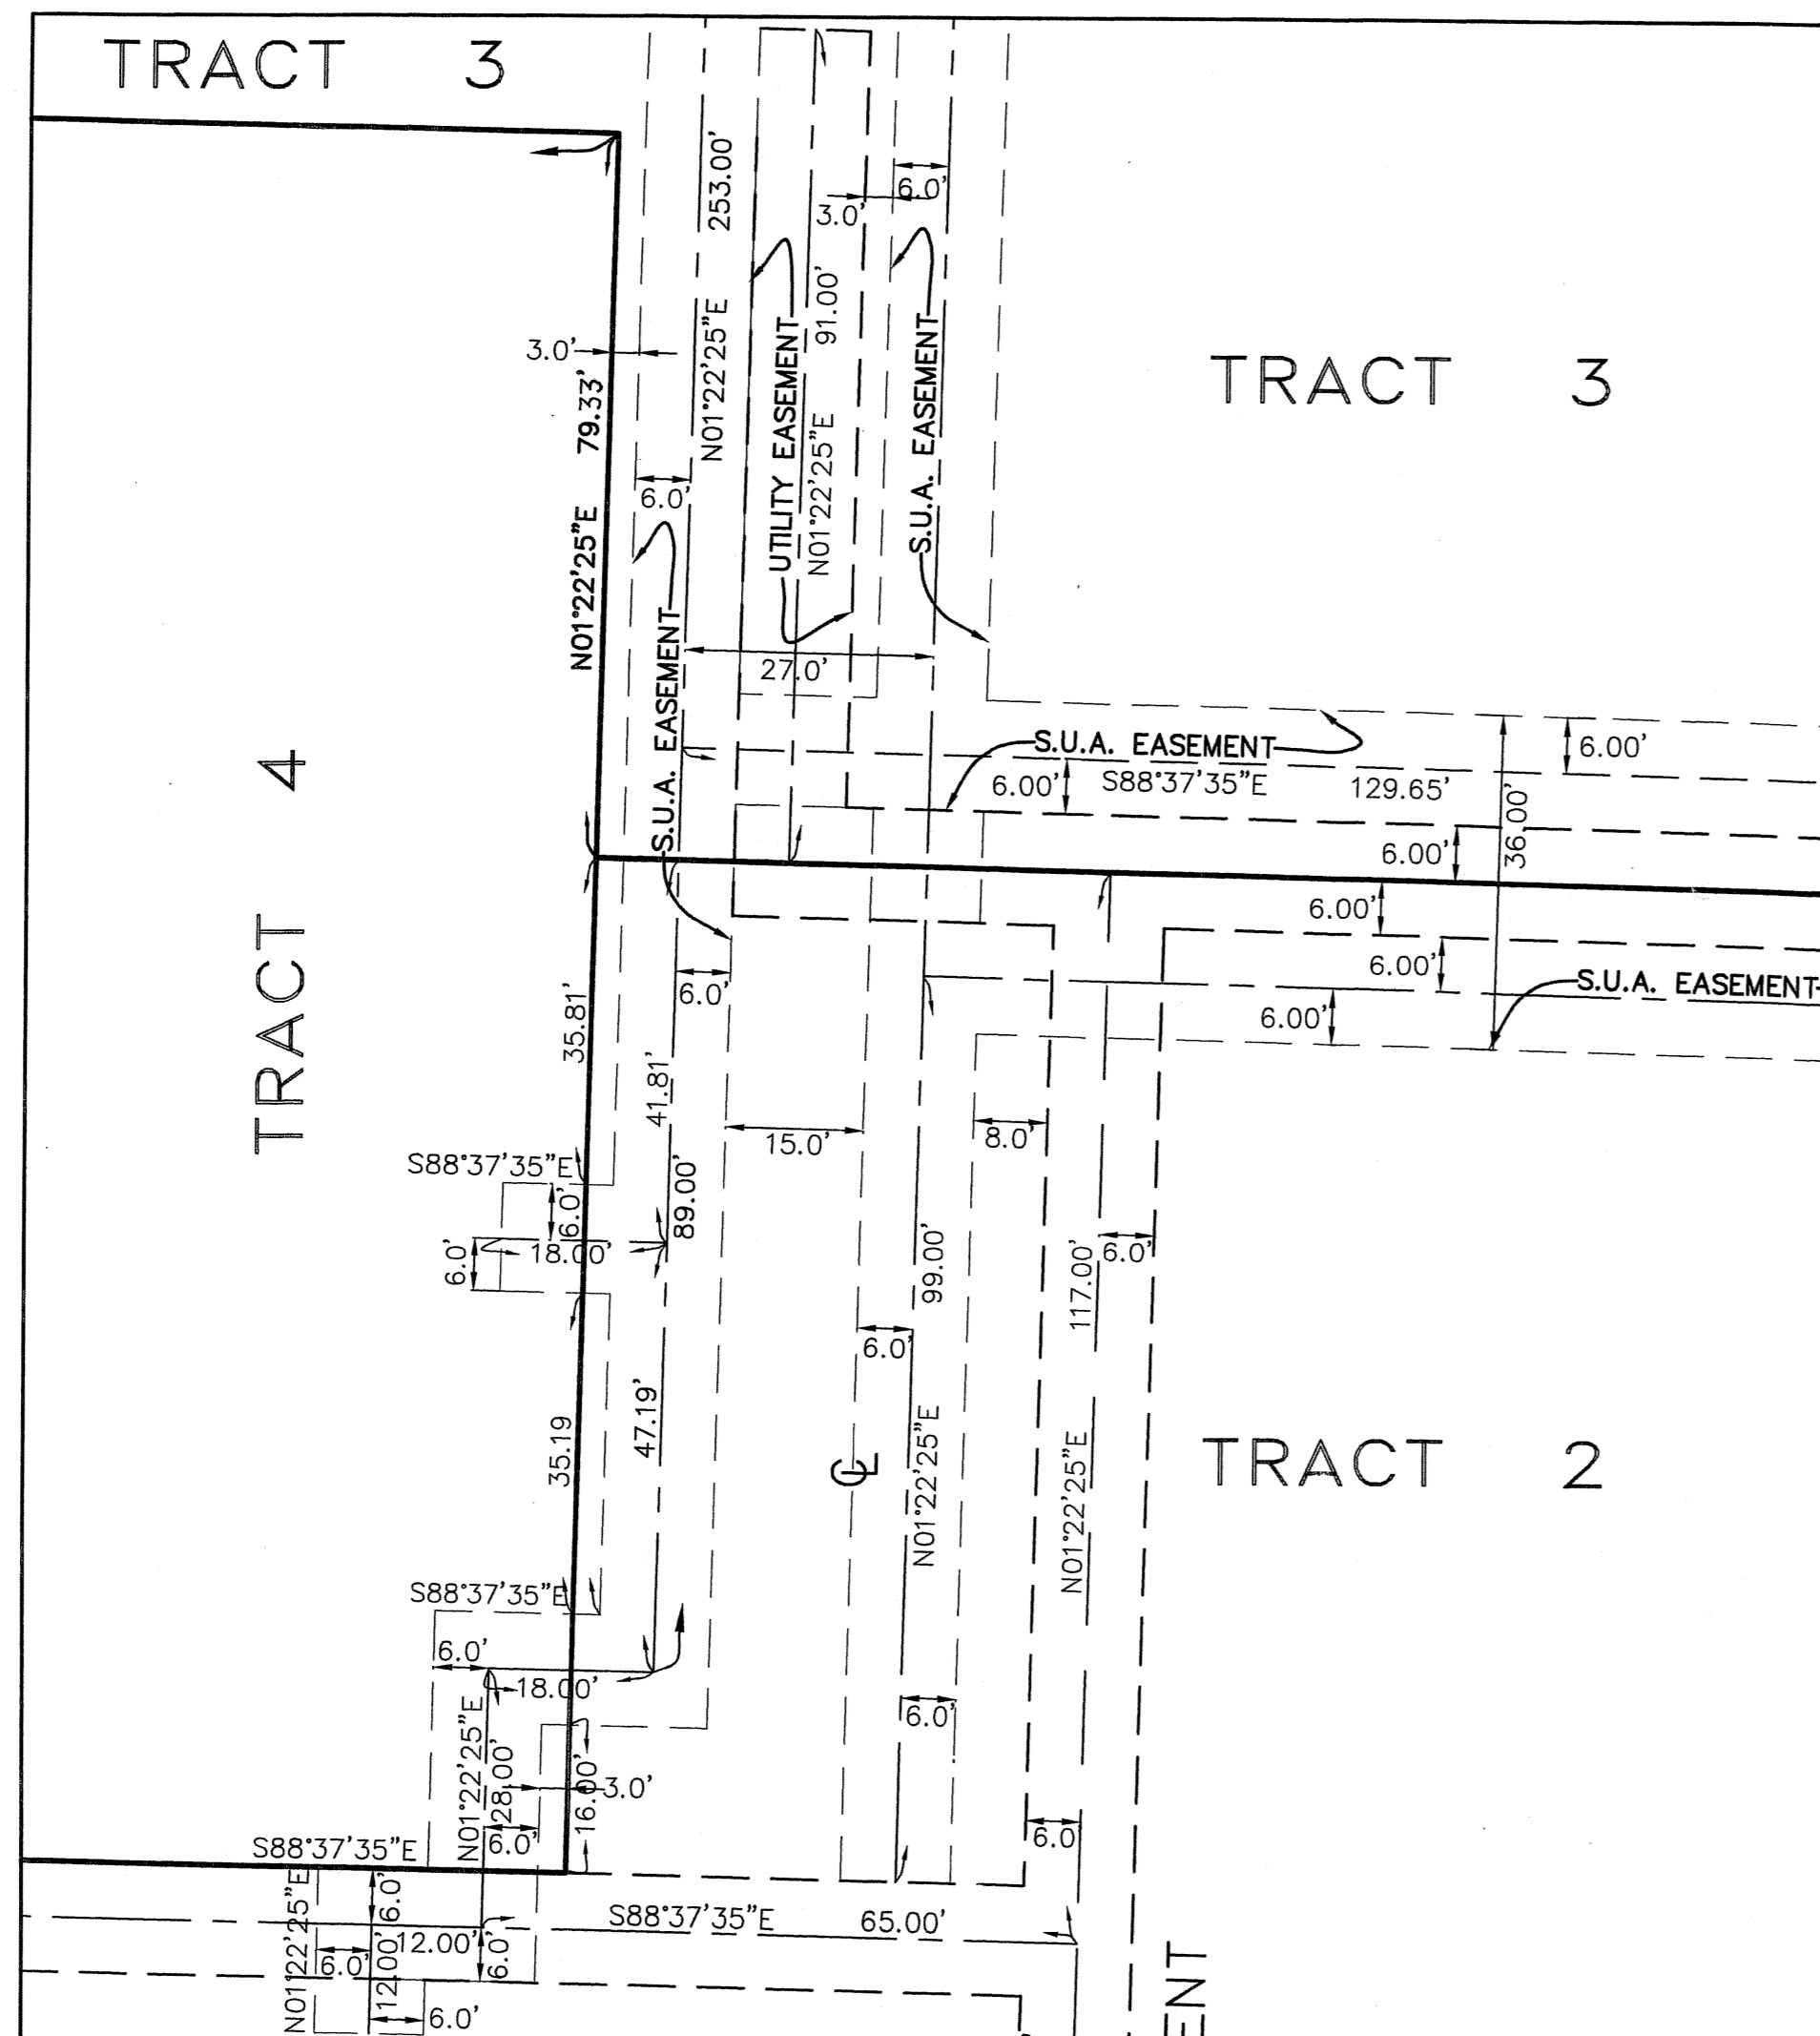 TRACT 3
253.00'
6.0'
3.0'
91.00'
N01°22'25"E
UTILITY EASEMENT
N01°22'25"E
S.U.A. EASEMENT
TRACT 3
3.0'
79.33'
N01°22'25"E
6.0'
S.U.A. EASEMENT
27.0'
S.U.A. EASEMENT
6.00'
6.00'
S88°37'35"E
129.65'
36.00'
6.00'
TRACT 4
6.00'
6.00'
6.0'
S.U.A. EASEMENT
6.00'
35.81'
41.81'
15.0'
8.0'
S88°37'35"E
6.0'
89.00'
18.00'
6.0'
99.00'
117.00'
6.0'
6.0'
47.19'
35.19
N01°22'25"E
N01°22'25"E
CL
TRACT 2
S88°37'35"E
6.0'
18.00'
6.0'
N01°22'25"E
28.00'
16.00'
3.0'
6.0'
6.0
S88°37'35"E
N01°22'25"E
6.0'
S88°37'35"E
65.00'
12.00'
6.0'
6.0'
12.00'
6.0'
ENT